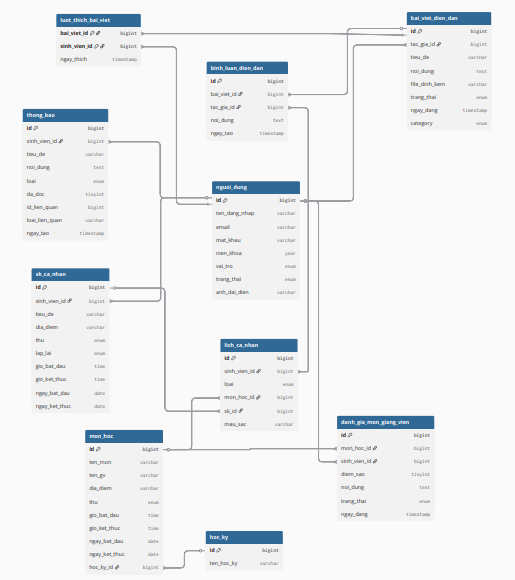 luot_thich_bai_viet
bai_viet_id bigint
sinh_vien_id bigint
ngay_thich timestamp
bai_viet_dien_dan
id bigint
tac_gia_id bigint
tieu_de varchar
noi_dung text
file_dinh_kem varchar
trang_thai enum
ngay_dang timestamp
category enum
binh_luan_dien_dan
id bigint
bai_viet_id bigint
tac_gia_id bigint
noi_dung text
ngay_tao timestamp
thong_bao
id bigint
sinh_vien_id bigint
tieu_de varchar
noi_dung text
loai enum
da_doc tinyint
id_lien_quan bigint
loai_lien_quan varchar
ngay_tao timestamp
nguoi_dung
id bigint
ten_dang_nhap varchar
email varchar
mat_khau varchar
nien_khoa year
vai_tro enum
trang_thai enum
anh_dai_dien varchar
sk_ca_nhan
id bigint
sinh_vien_id bigint
tieu_de varchar
dia_diem varchar
thu enum
lap_lai enum
gio_bat_dau time
gio_ket_thuc time
ngay_bat_dau date
ngay_ket_thuc date
lich_ca_nhan
id bigint
sinh_vien_id bigint
loai enum
mon_hoc_id bigint
sk_id bigint
mau_sac varchar
danh_gia_mon_giang_vien
id bigint
mon_hoc_id bigint
sinh_vien_id bigint
diem_sao tinyint
noi_dung text
trang_thai enum
ngay_dang timestamp
mon_hoc
id bigint
ten_mon varchar
ten_gv varchar
dia_diem varchar
thu enum
gio_bat_dau time
gio_ket_thuc time
ngay_bat_dau date
ngay_ket_thuc date
hoc_ky_id bigint
hoc_ky
id bigint
ten_hoc_ky varchar